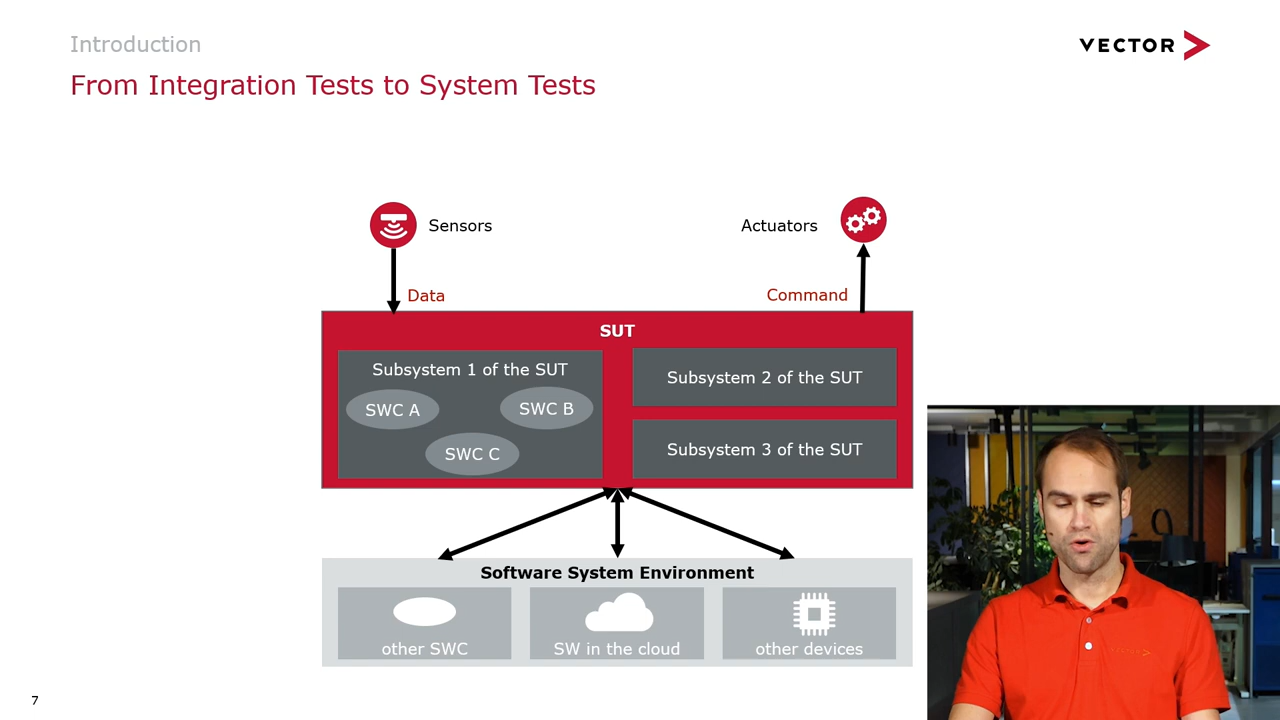 Introduction
VECTOR
From Integration Tests to System Tests
Sensors
Actuators
Data
Command
SUT
Subsystem 1 of the SUT
SWC A
SWC B
SWC C
Subsystem 2 of the SUT
Subsystem 3 of the SUT
Software System Environment
other SWC
SW in the cloud
other devices
VECTOR
7